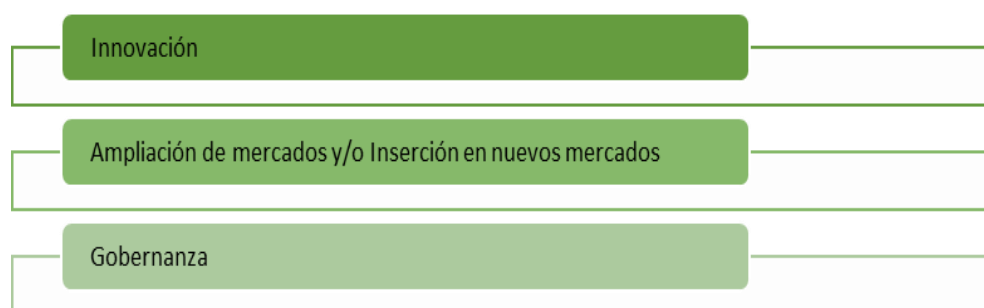 Innovación
Ampliación de mercados y/o Inserción en nuevos mercados
Gobernanza